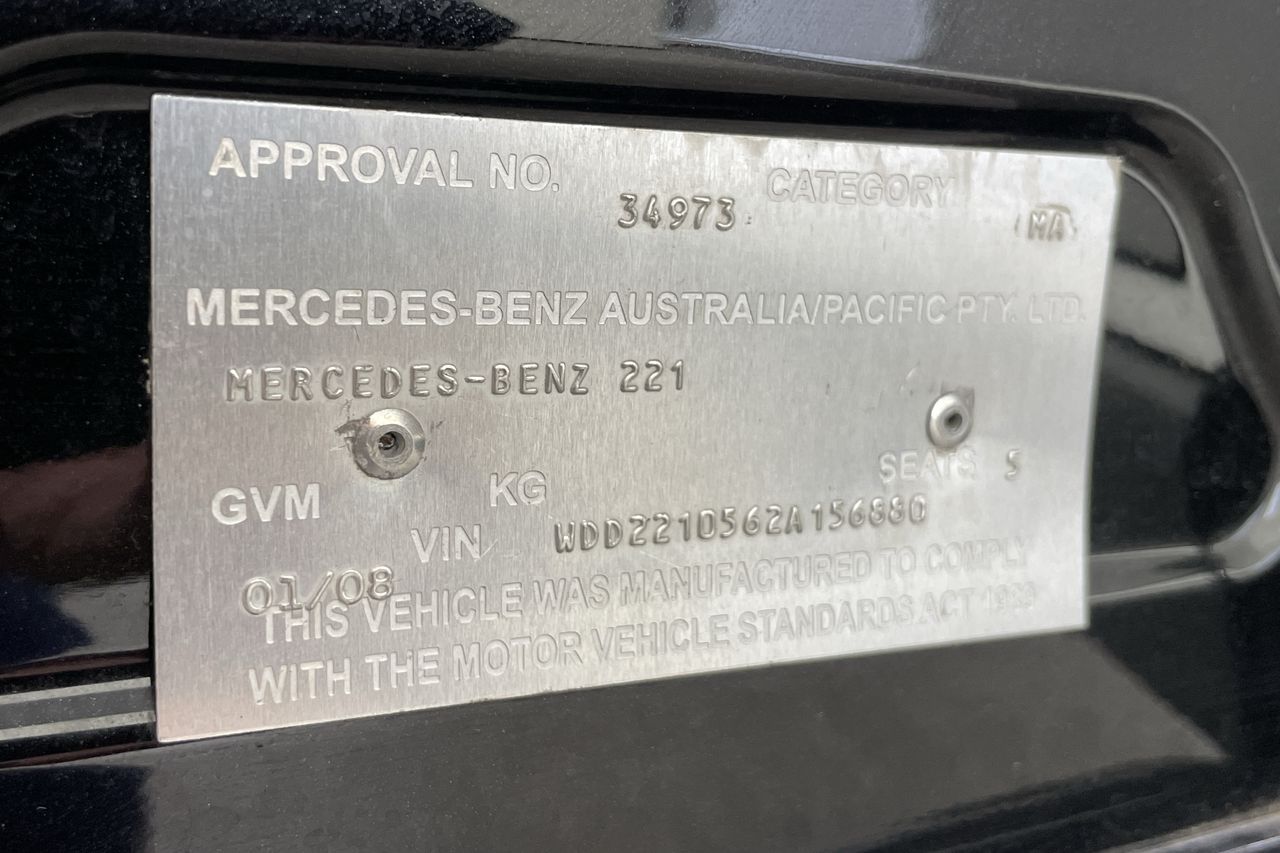 APPROVAL NO. 34973 CATEGORY MA
MERCEDES-BENZ AUSTRALIA/PACIFIC PTY. LTD.
MERCEDES-BENZ 221
GVM KG SEATS 5
VIN WDD2210562A156880
01/08
THIS VEHICLE WAS MANUFACTURED TO COMPLY
WITH THE MOTOR VEHICLE STANDARDS ACT 1989